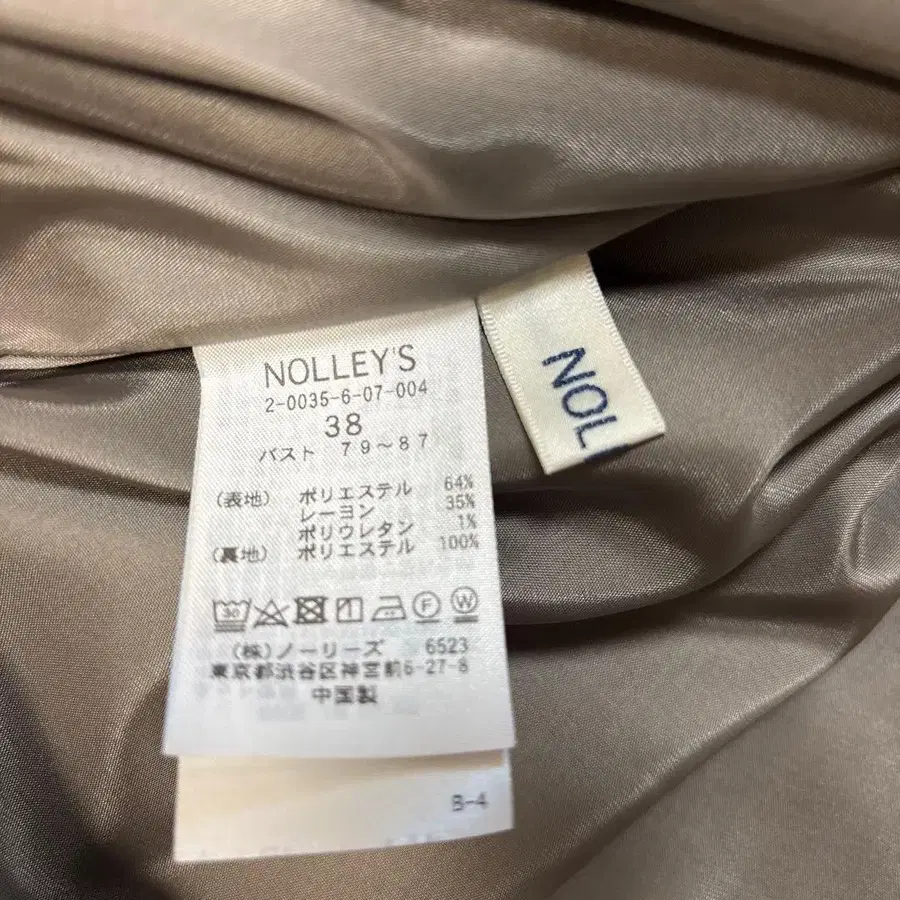 NOLLEY'S
2-0035-6-07-004
38
バスト 79~87
(表地) ポリエステル 64%
レーヨン 35%
ポリウレタン 1%
(裏地) ポリエステル 100%
30 F W
(株)ノーリーズ 6523
東京都渋谷区神宮前6-27-8
中国製
B-4
NOL